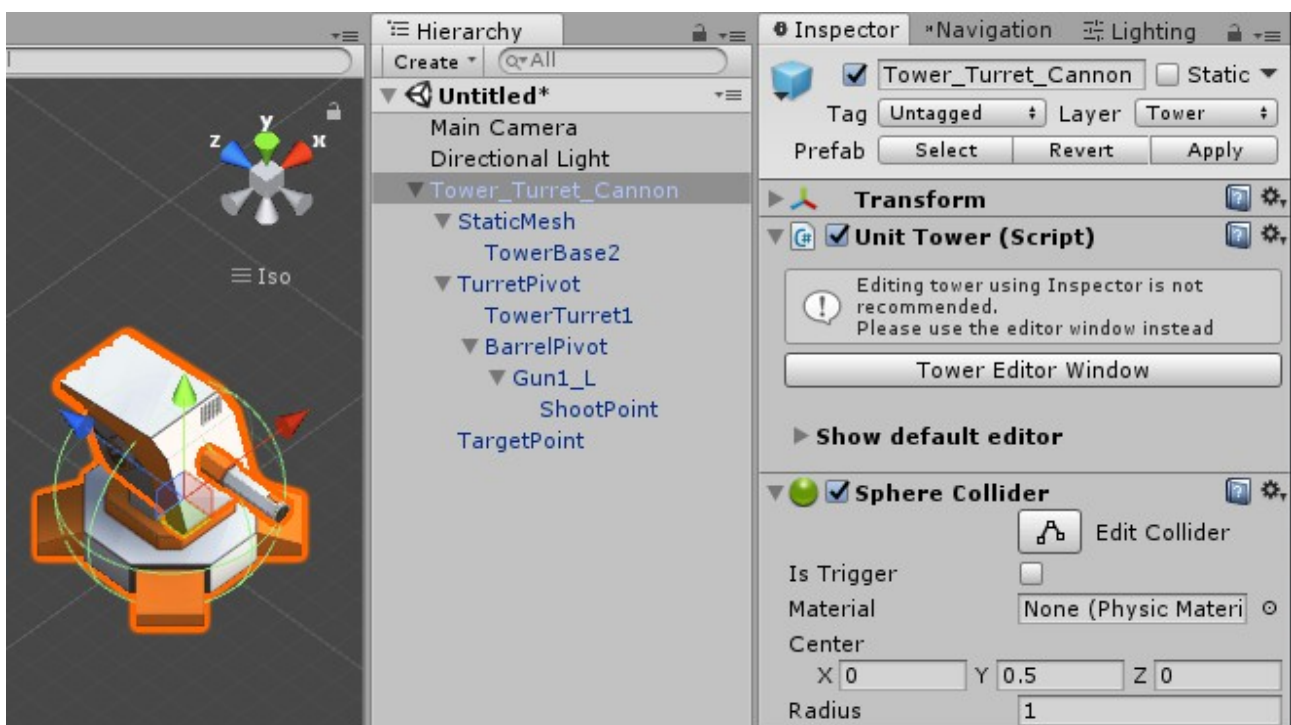 Hierarchy
Create All
Untitled*
Main Camera
Directional Light
Tower_Turret_Cannon
StaticMesh
TowerBase2
TurretPivot
TowerTurret1
BarrelPivot
Gun1_L
ShootPoint
TargetPoint
y
z x
Iso
Inspector Navigation Lighting
Tower_Turret_Cannon Static
Tag Untagged Layer Tower
Prefab Select Revert Apply
Transform
C# Unit Tower (Script)
Editing tower using Inspector is not
recommended.
Please use the editor window instead
Tower Editor Window
Show default editor
Sphere Collider
Edit Collider
Is Trigger
Material None (Physic Materi
Center
X 0 Y 0.5 Z 0
Radius 1